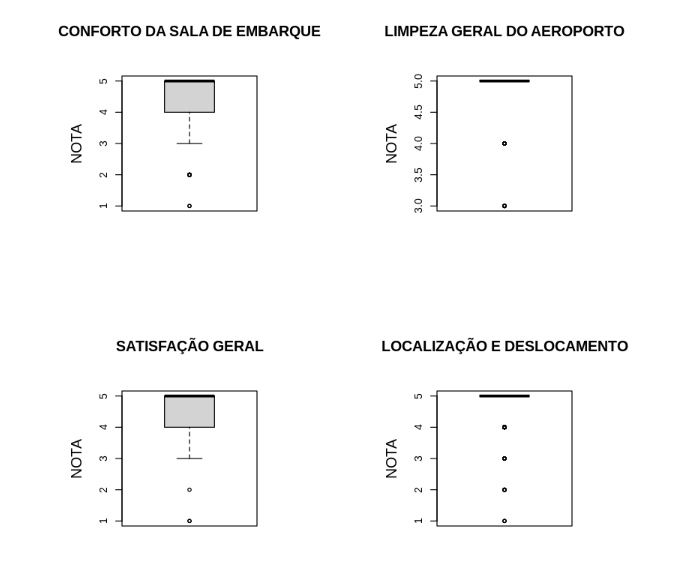 CONFORTO DA SALA DE EMBARQUE
NOTA
5
4
3
2
1
LIMPEZA GERAL DO AEROPORTO
NOTA
5.0
4.5
4.0
3.5
3.0
SATISFAÇÃO GERAL
NOTA
5
4
3
2
1
LOCALIZAÇÃO E DESLOCAMENTO
NOTA
5
4
3
2
1